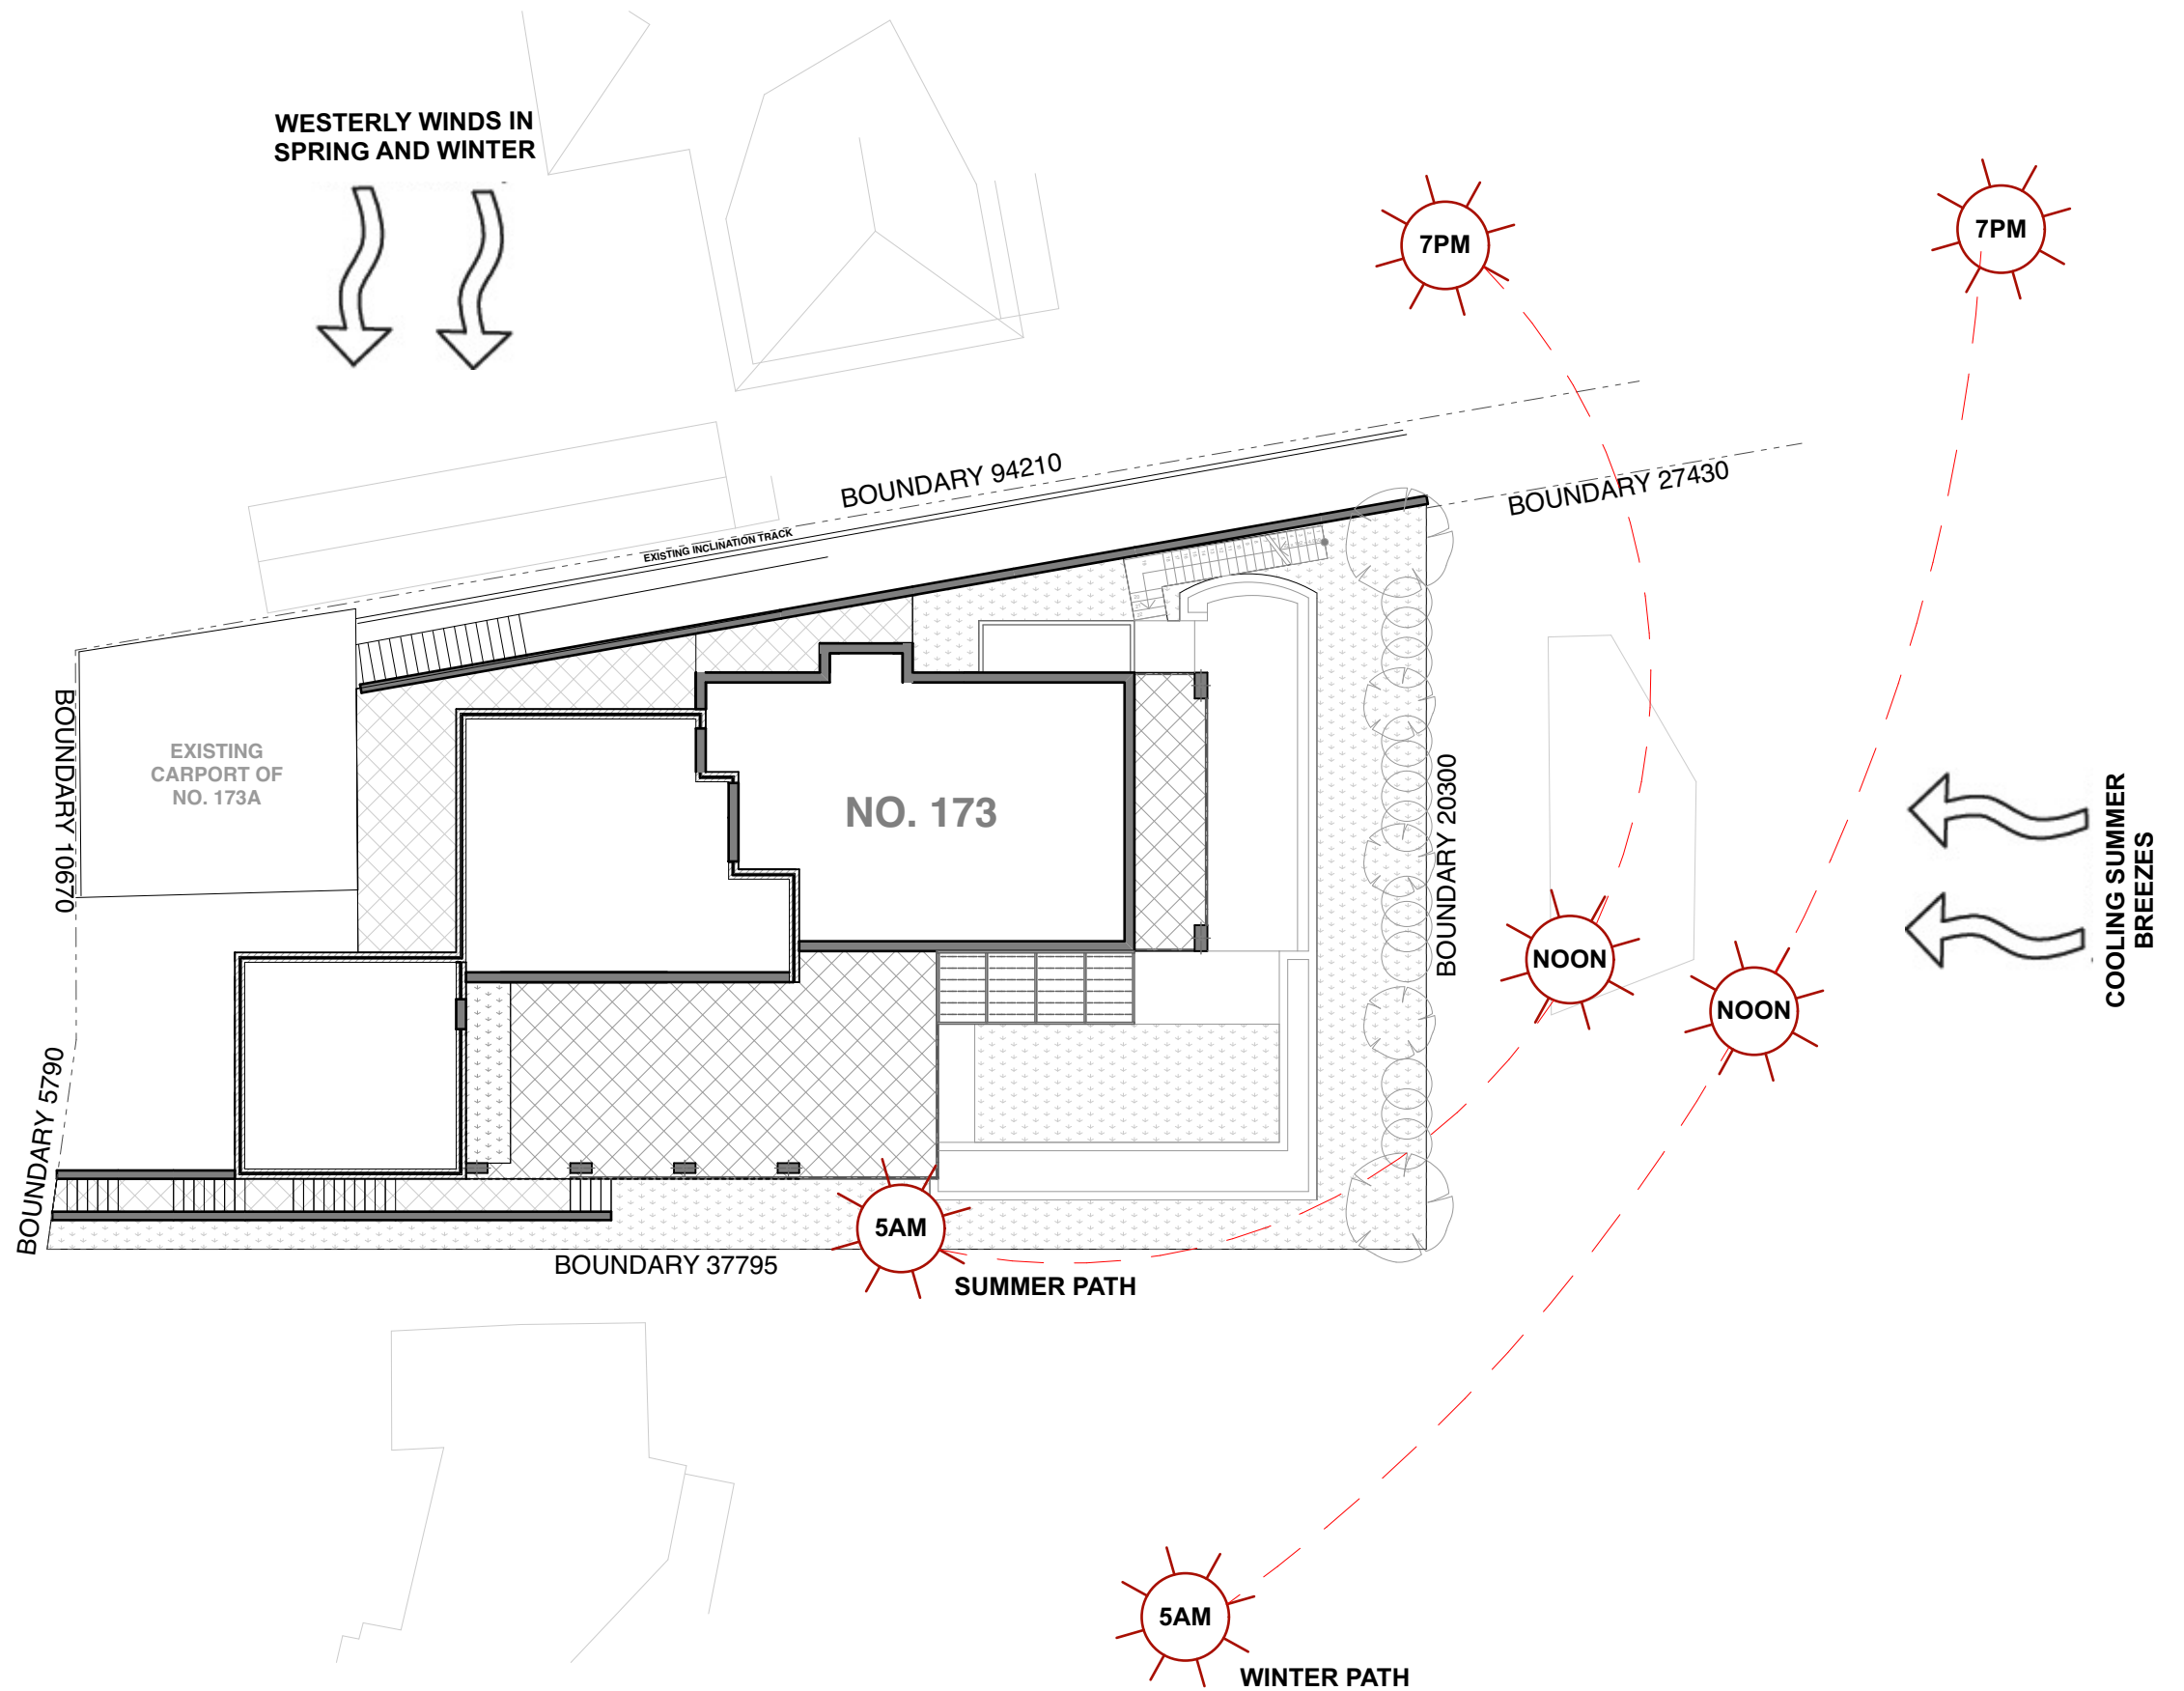 WESTERLY WINDS IN
SPRING AND WINTER
7PM
7PM
BOUNDARY 94210
BOUNDARY 27430
EXISTING INCLINATION TRACK
BOUNDARY 10670
EXISTING
CARPORT OF
NO. 173A
NO. 173
BOUNDARY 20300
COOLING SUMMER
BREEZES
NOON
NOON
BOUNDARY 5790
5AM
BOUNDARY 37795
SUMMER PATH
5AM
WINTER PATH